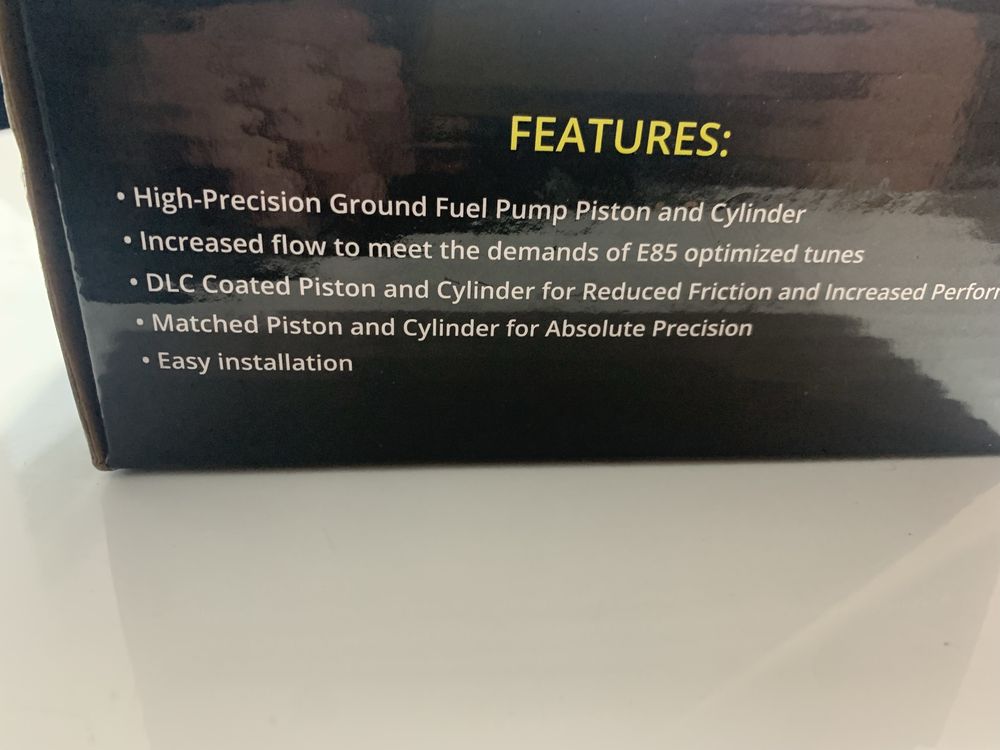 FEATURES:
• High-Precision Ground Fuel Pump Piston and Cylinder
• Increased flow to meet the demands of E85 optimized tunes
• DLC Coated Piston and Cylinder for Reduced Friction and Increased
• Matched Piston and Cylinder for Absolute Precision
• Easy installation